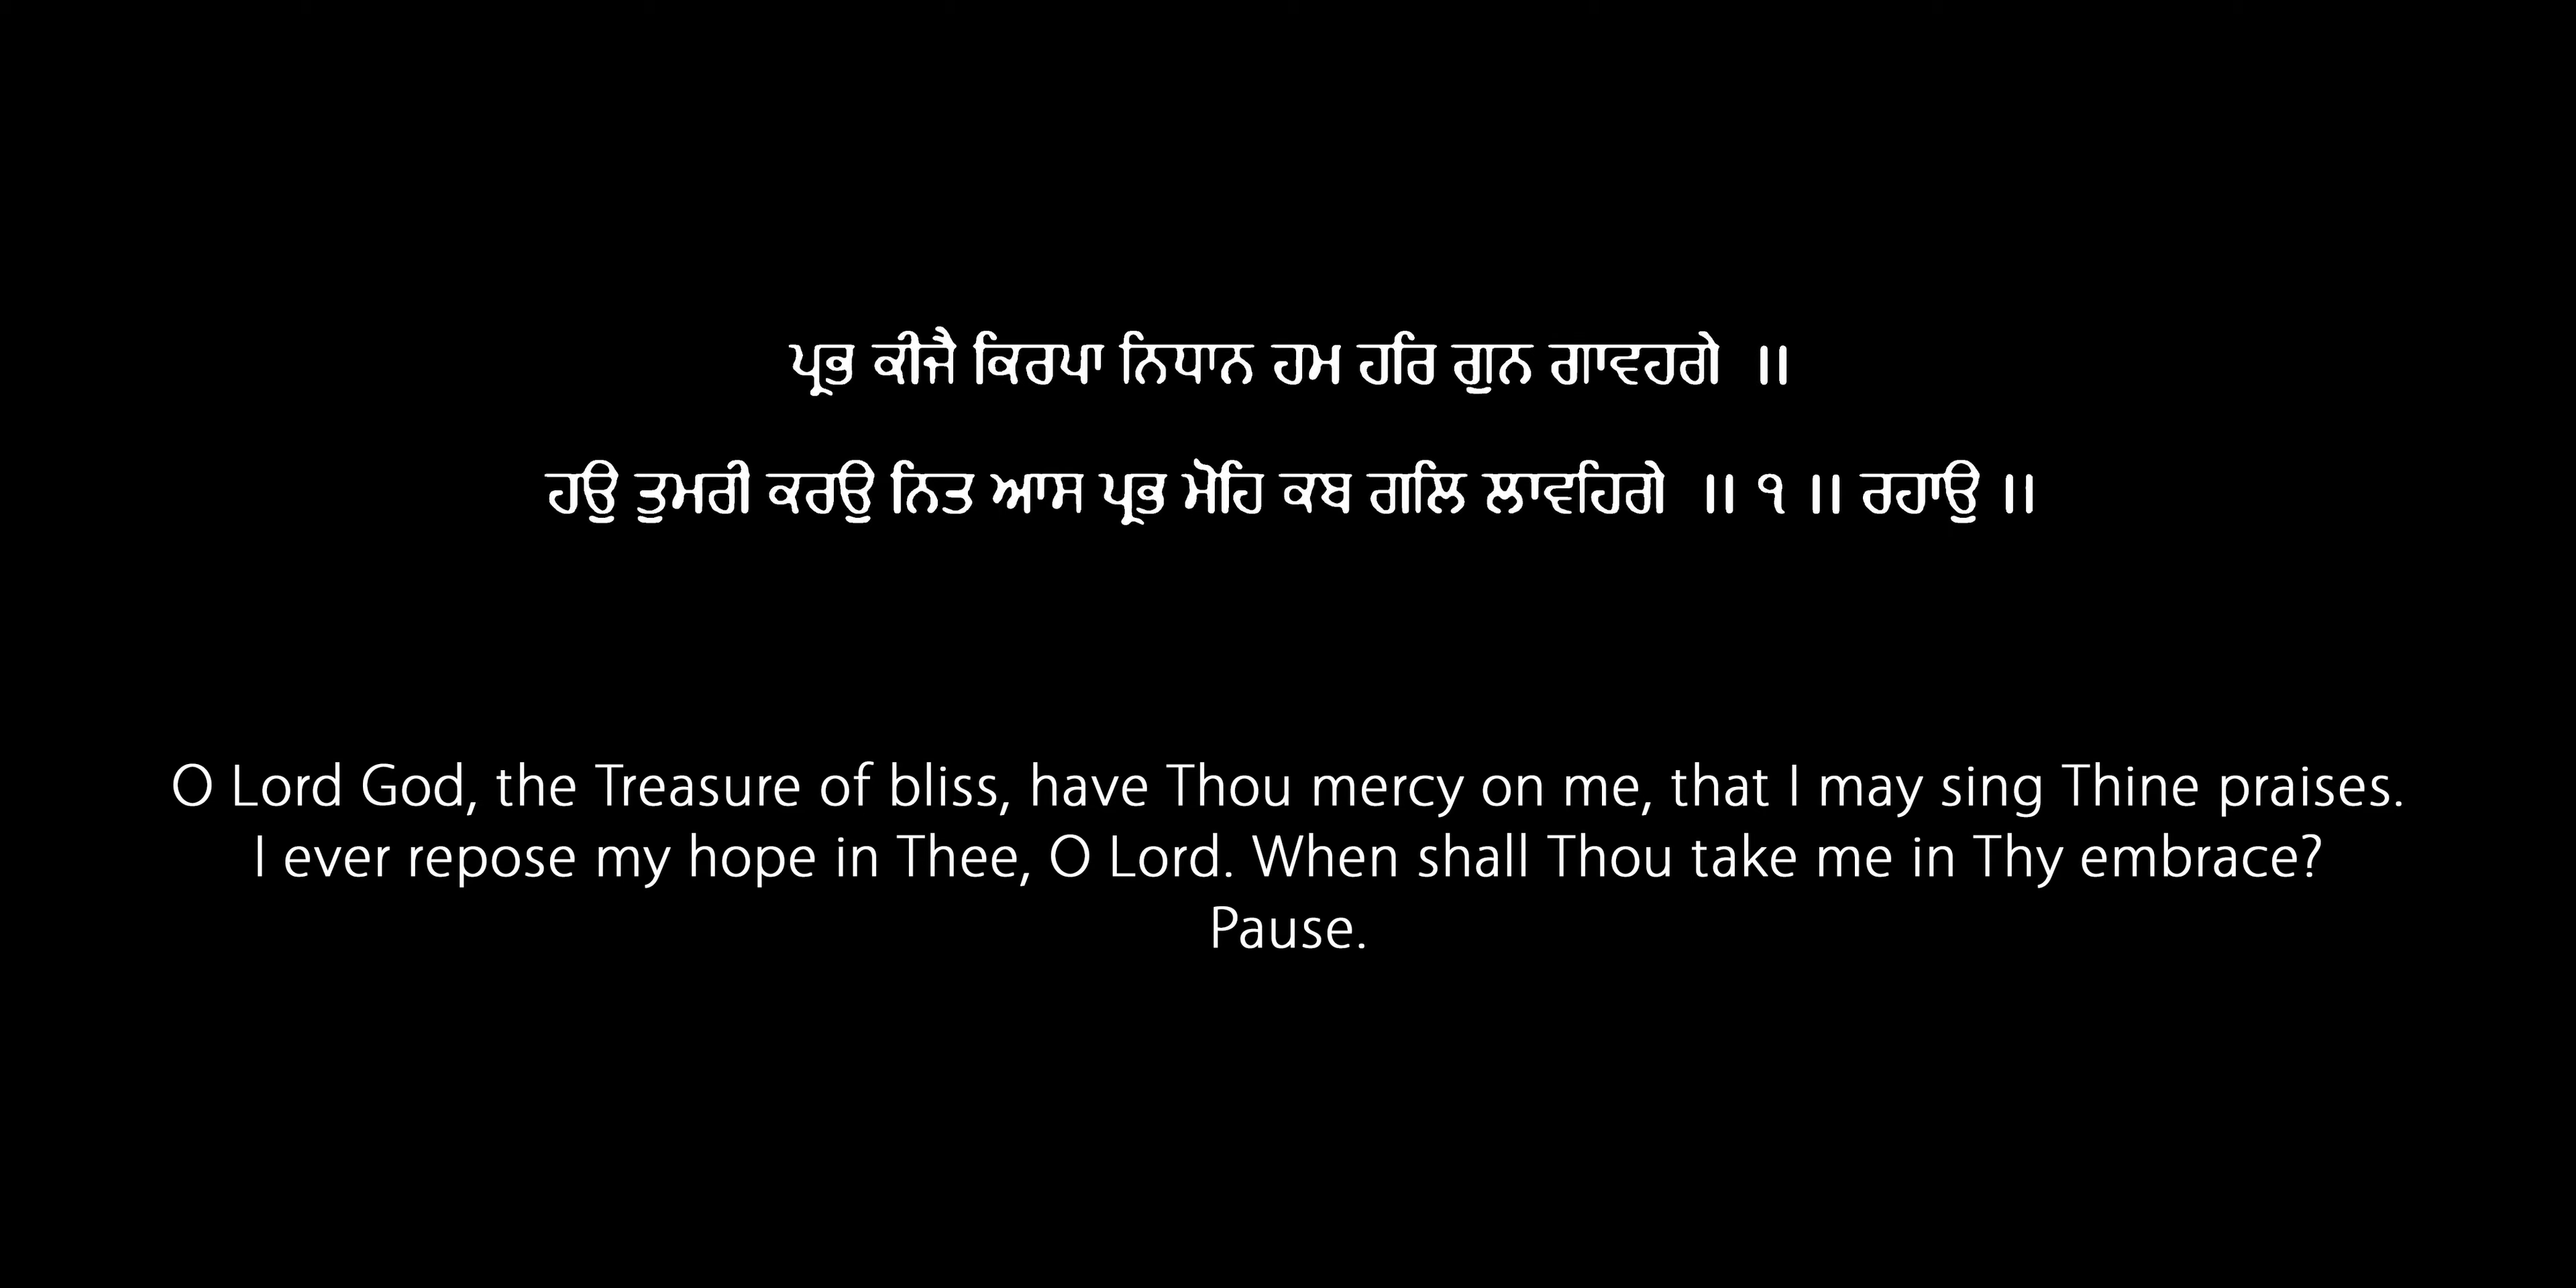 ਪ੍ਰਭ ਕੀਜੈ ਕਿਰਪਾ ਨਿਧਾਨ ਹਮ ਹਰਿ ਗੁਨ ਗਾਵਹਗੇ ॥
ਹਉ ਤੁਮਰੀ ਕਰਉ ਨਿਤ ਆਸ ਪ੍ਰਭ ਮੋਹਿ ਕਬ ਗਲਿ ਲਾਵਹਿਗੇ ॥ ੧ ॥ ਰਹਾਉ ॥
O Lord God, the Treasure of bliss, have Thou mercy on me, that I may sing Thine praises.
I ever repose my hope in Thee, O Lord. When shall Thou take me in Thy embrace?
Pause.